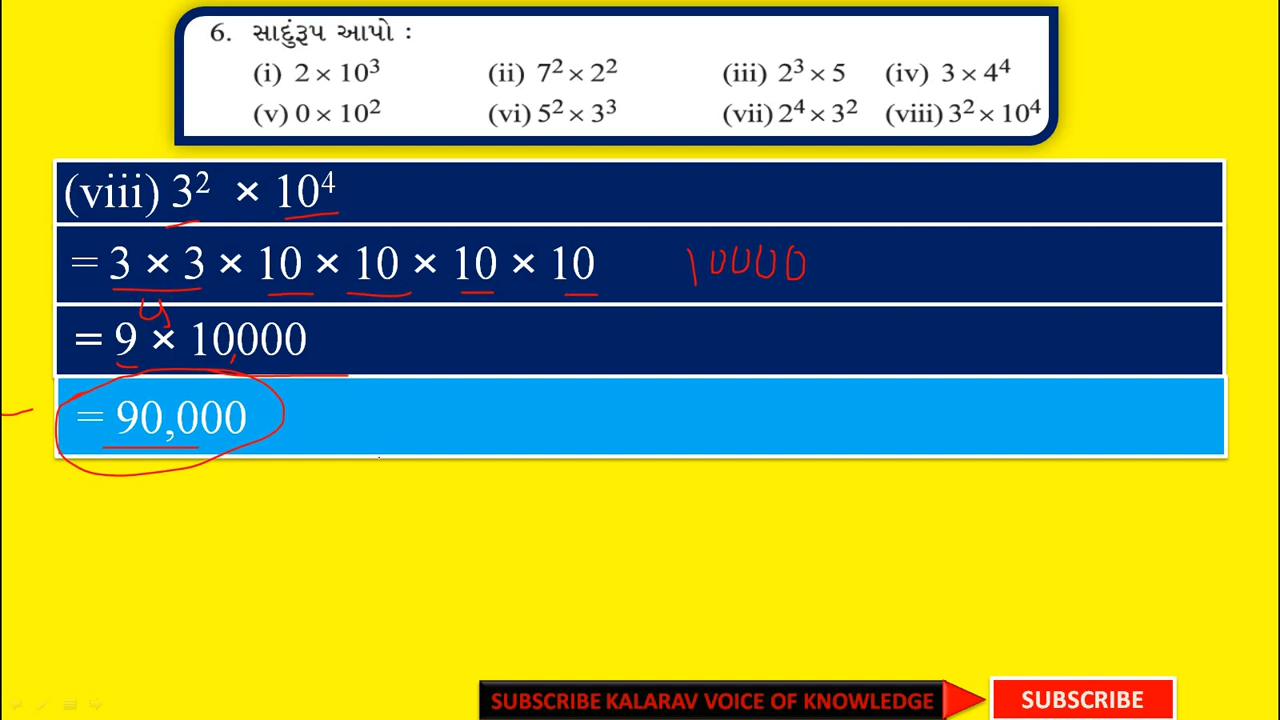 6. સાદુંરૂપ આપો :
(i) 2 × 10³ (ii) 7² × 2² (iii) 2³ × 5 (iv) 3 × 4⁴
(v) 0 × 10² (vi) 5² × 3³ (vii) 2⁴ × 3² (viii) 3² × 10⁴
(viii) 3² × 10⁴
= 3 × 3 × 10 × 10 × 10 × 10 10000
= 9 × 10000
= 90,000
SUBSCRIBE KALARAV VOICE OF KNOWLEDGE SUBSCRIBE